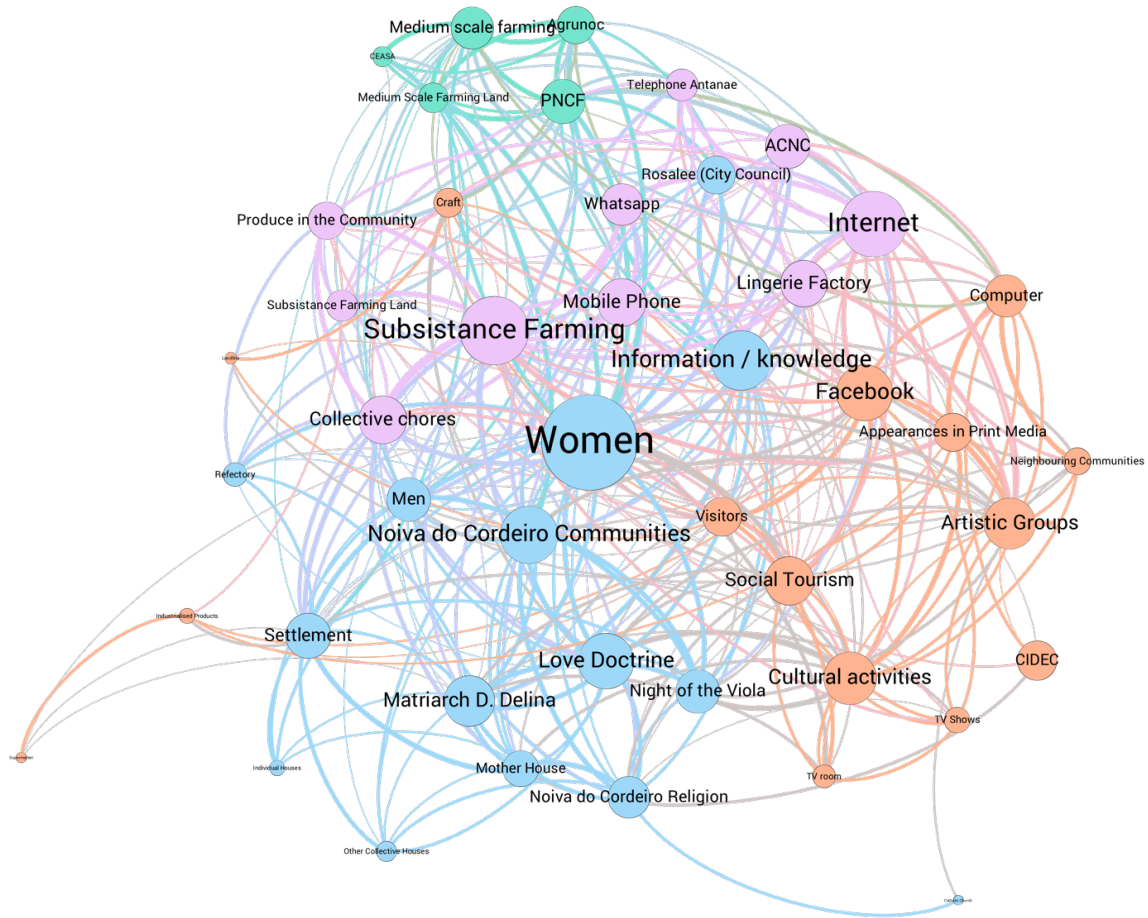 Medium scale farming
Agrunoc
CEASA
Telephone Antanae
Medium Scale Farming Land
PNCF
ACNC
Rosalee (City Council)
Craft
Whatsapp
Produce in the Community
Internet
Lingerie Factory
Computer
Subsistance Farming Land
Mobile Phone
Subsistance Farming
Information / knowledge
Landline
Facebook
Collective chores
Women
Appearances in Print Media
Neighbouring Communities
Refectory
Men
Visitors
Artistic Groups
Noiva do Cordeiro Communities
Social Tourism
Industrialised Products
Settlement
Love Doctrine
CIDEC
Cultural activities
Night of the Viola
Matriarch D. Delina
TV Shows
Supermarket
Individual Houses
Mother House
TV room
Noiva do Cordeiro Religion
Other Collective Houses
Catholic Church